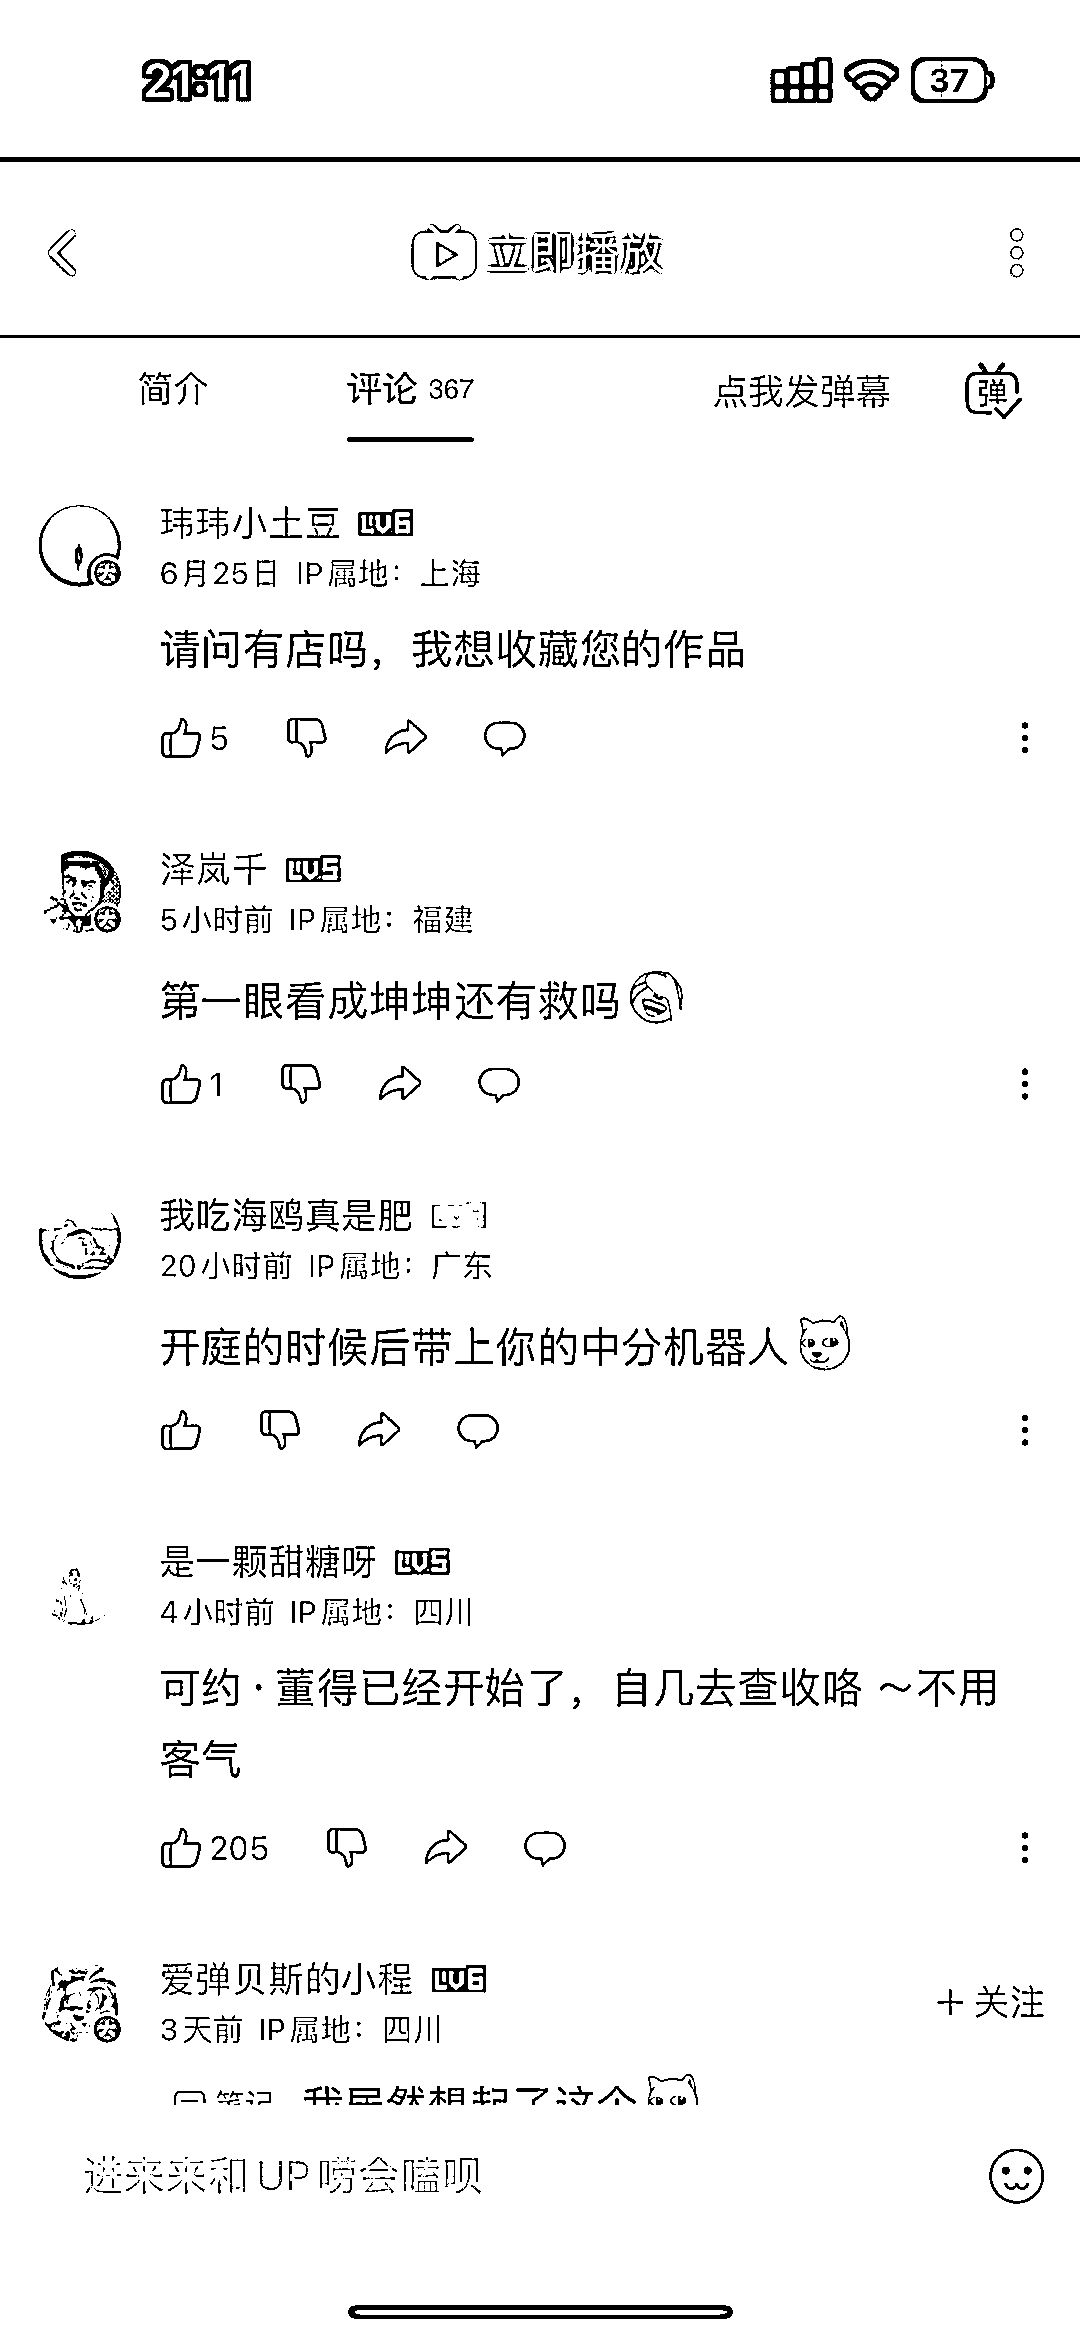 21:11
37
立即播放
简介
评论 367
点我发弹幕
弹
玮玮小土豆 LV6
6月25日 IP属地：上海
请问有店吗，我想收藏您的作品
5
泽岚千 LV5
5小时前 IP属地：福建
第一眼看成坤坤还有救吗
1
我吃海鸥真是肥
20小时前 IP属地：广东
开庭的时候后带上你的中分机器人
是一颗甜糖呀 LV5
4小时前 IP属地：四川
可约·董得已经开始了，自几去查收咯 ～不用
客气
205
爱弹贝斯的小程 LV6
+ 关注
3天前 IP属地：四川
笔记 我居然想起了这个
进来来和 UP 唠会嗑呗